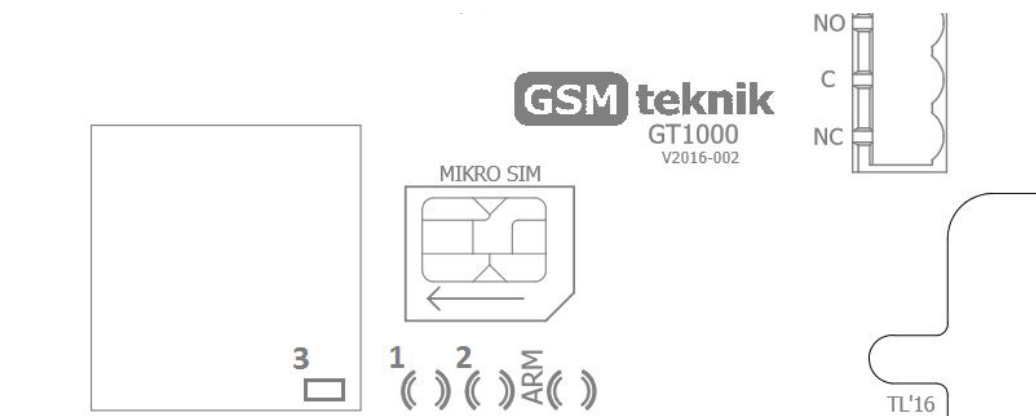 NO
C
NC
GSM teknik
GT1000
V2016-002
MIKRO SIM
3
1
2
ARM
TL'16